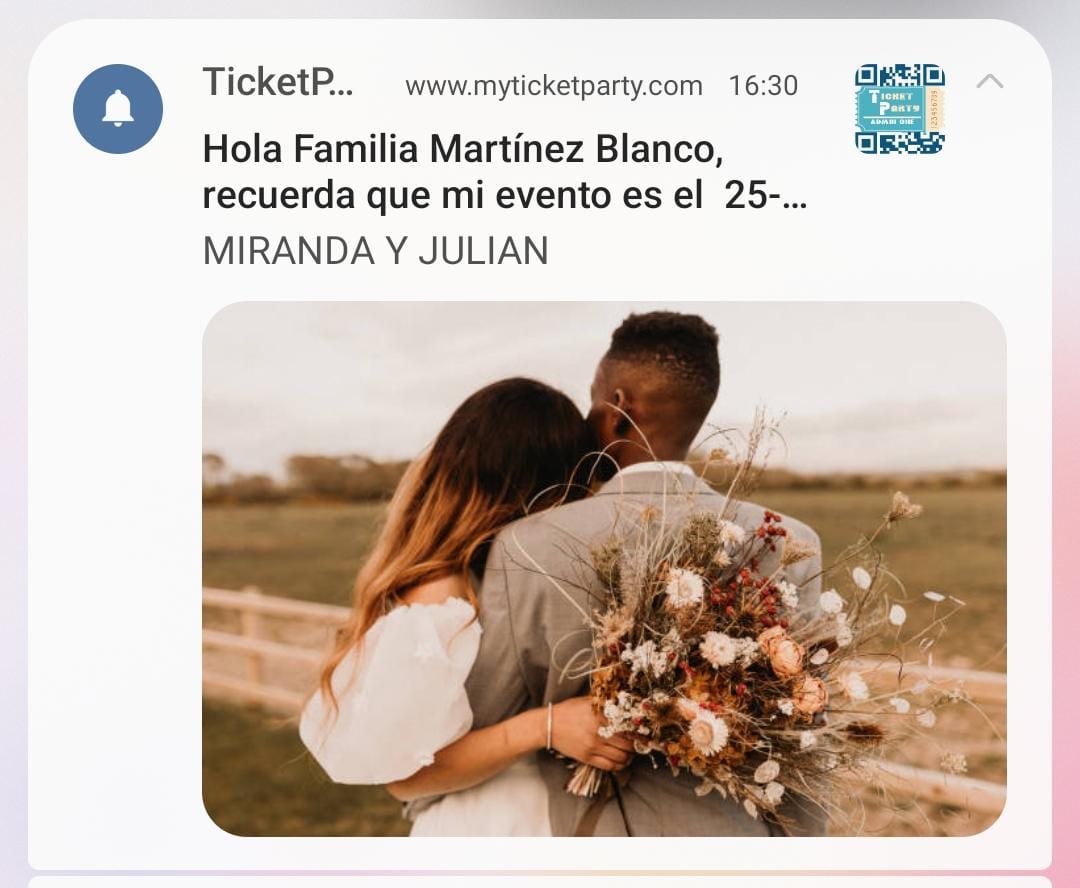 TicketP... www.myticketparty.com 16:30
TICKET
PARTY
ADMIT ONE
123456789
Hola Familia Martínez Blanco,
recuerda que mi evento es el 25-...
MIRANDA Y JULIAN